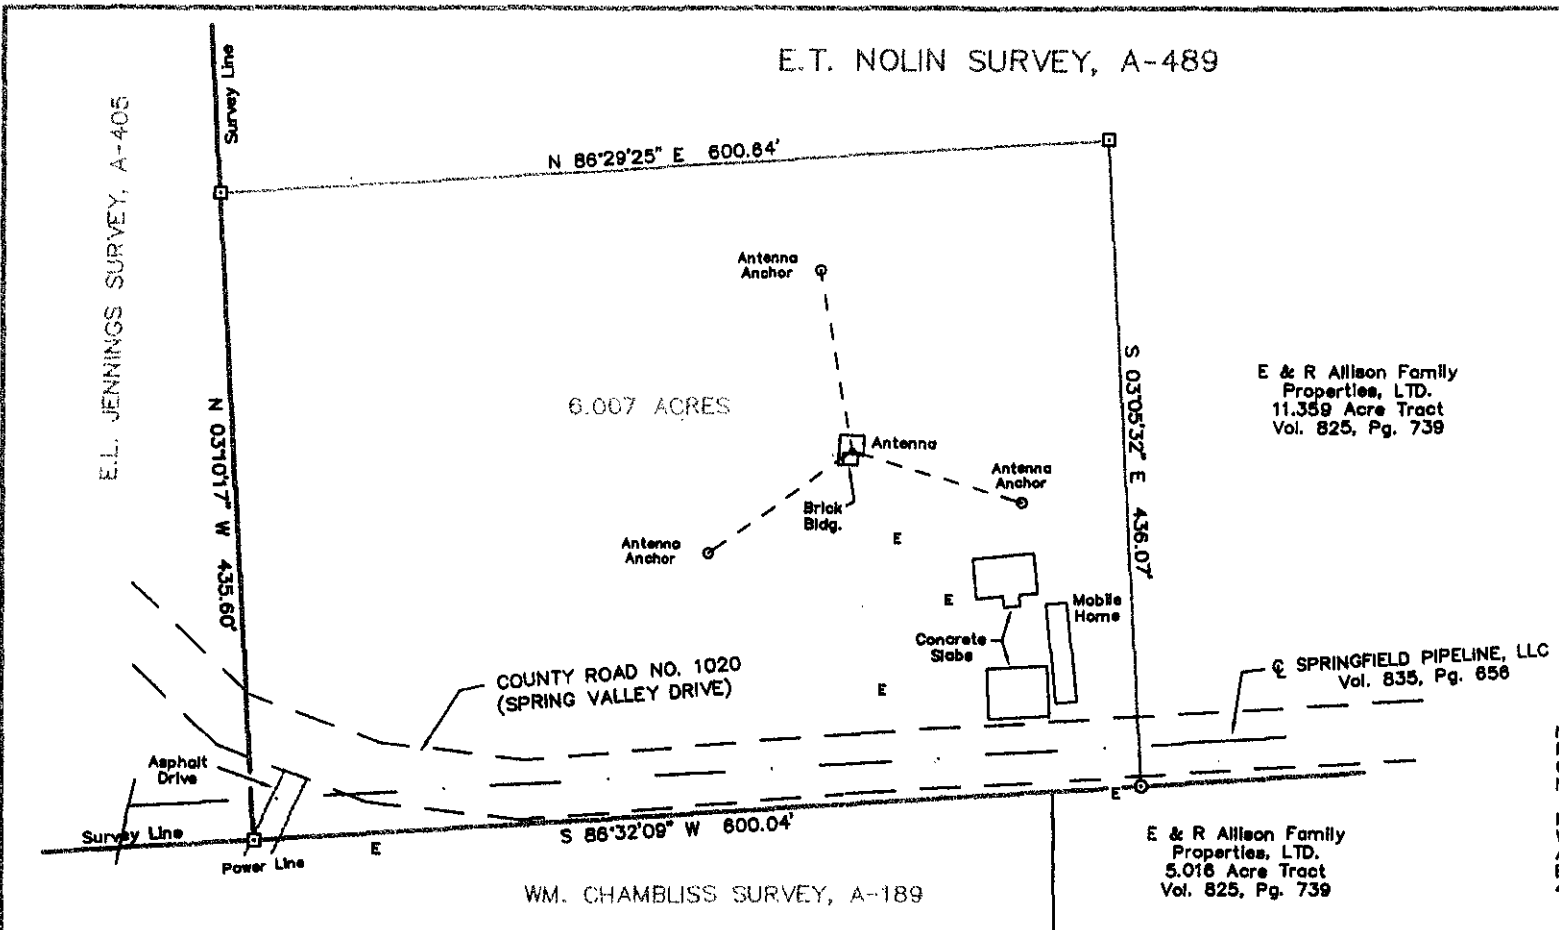 E.T. NOLIN SURVEY, A-489
Survey Line
E.L. JENNINGS SURVEY, A-405
N 86°29'25" E 600.64'
Antenna
Anchor
6.007 ACRES
Antenna
Brick
Bldg.
Antenna
Anchor
Antenna
Anchor
N 03°10'17" W 435.60'
S 03°05'32" E 436.07'
E & R Allison Family
Properties, LTD.
11.359 Acre Tract
Vol. 825, Pg. 739
E
E
E
Mobile
Home
Concrete
Slabs
COUNTY ROAD NO. 1020
(SPRING VALLEY DRIVE)
℄ SPRINGFIELD PIPELINE, LLC
Vol. 835, Pg. 656
Asphalt
Drive
Survey Line
Power Line
E
S 86°32'09" W 600.04'
E
WM. CHAMBLISS SURVEY, A-189
E & R Allison Family
Properties, LTD.
5.016 Acre Tract
Vol. 825, Pg. 739